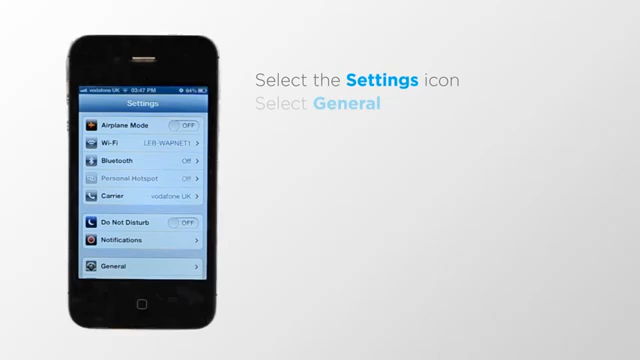 Select the Settings icon
Select General
vodafone UK 03:47 PM 64%
Settings
Airplane Mode OFF
Wi-Fi LEB-WAPNET1
Bluetooth Off
Personal Hotspot Off
Carrier vodafone UK
Do Not Disturb OFF
Notifications
General